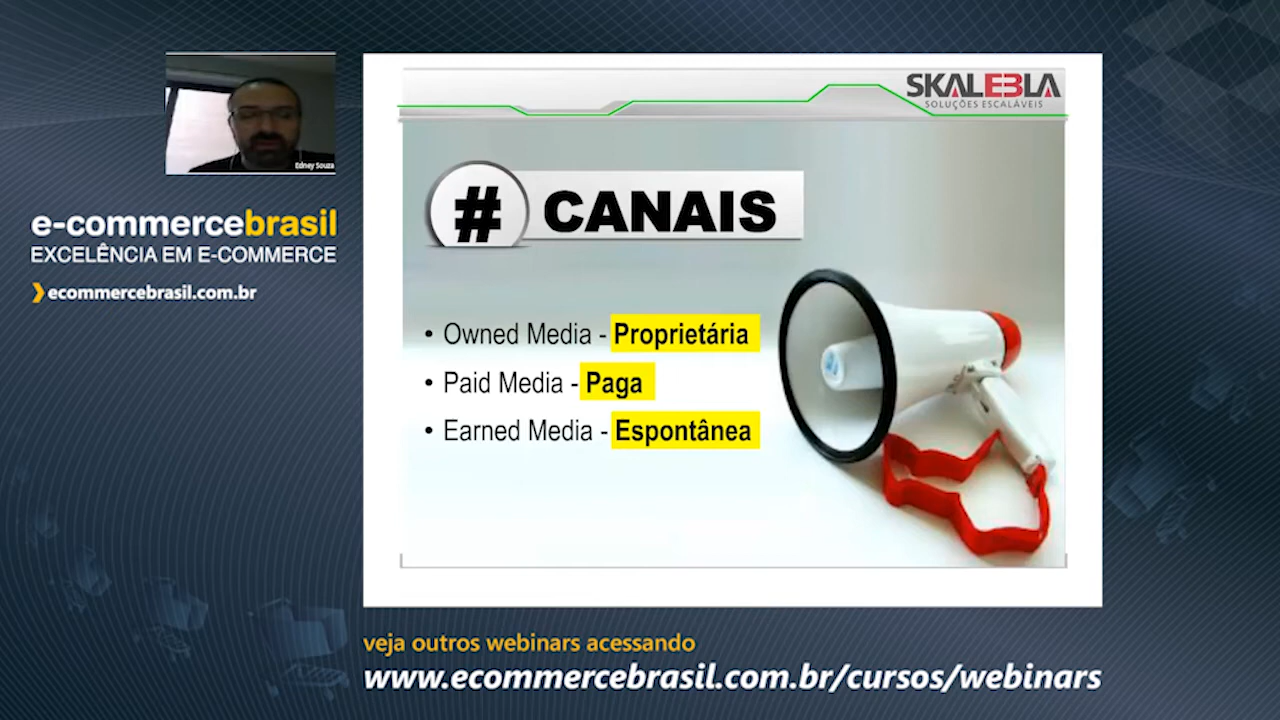 Edney Souza
e-commercebrasil
EXCELÊNCIA EM E-COMMERCE
ecommercebrasil.com.br
SKALEBLA
SOLUÇÕES ESCALÁVEIS
# CANAIS
• Owned Media - Proprietária
• Paid Media - Paga
• Earned Media - Espontânea
veja outros webinars acessando
www.ecommercebrasil.com.br/cursos/webinars